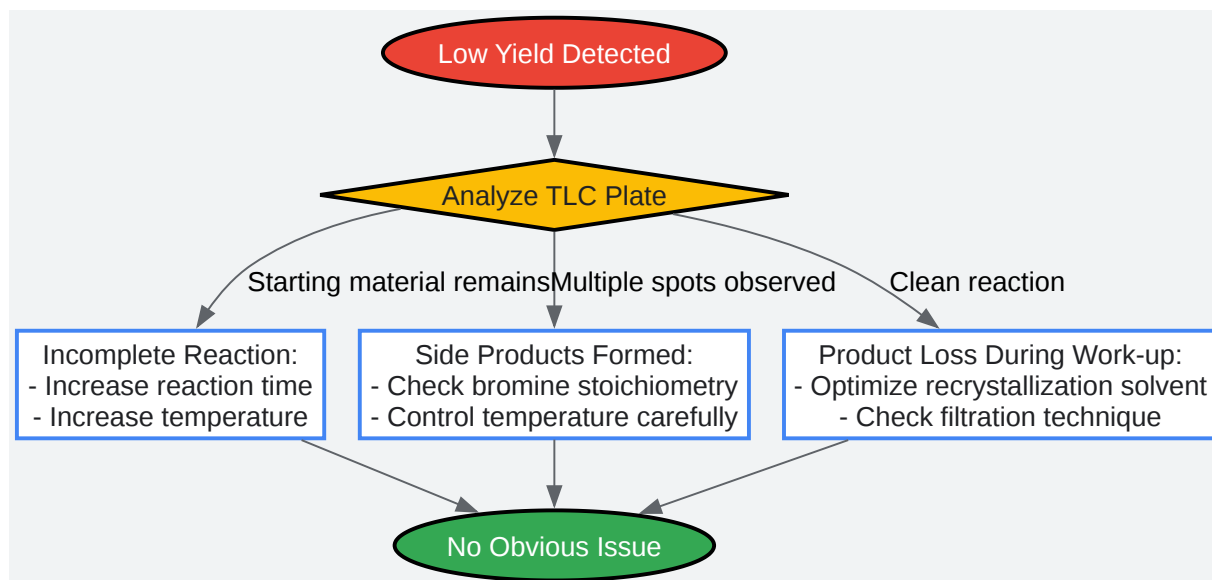 Low Yield Detected
Analyze TLC Plate
Starting material remains
Multiple spots observed
Clean reaction
Incomplete Reaction:
- Increase reaction time
- Increase temperature
Side Products Formed:
- Check bromine stoichiometry
- Control temperature carefully
Product Loss During Work-up:
- Optimize recrystallization solvent
- Check filtration technique
No Obvious Issue